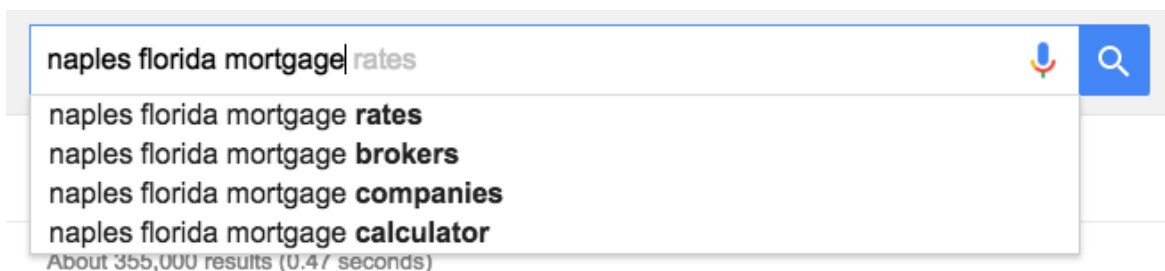 naples florida mortgage rates
naples florida mortgage rates
naples florida mortgage brokers
naples florida mortgage companies
naples florida mortgage calculator
About 355,000 results (0.47 seconds)